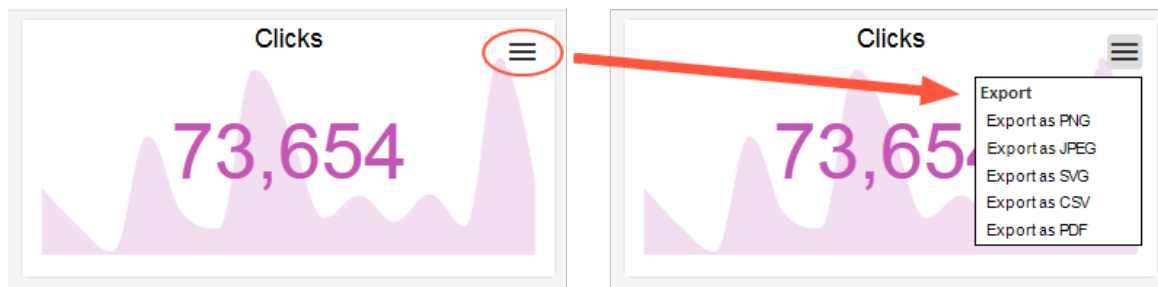 Clicks
73,654
Clicks
73,654
Export
Export as PNG
Export as JPEG
Export as SVG
Export as CSV
Export as PDF